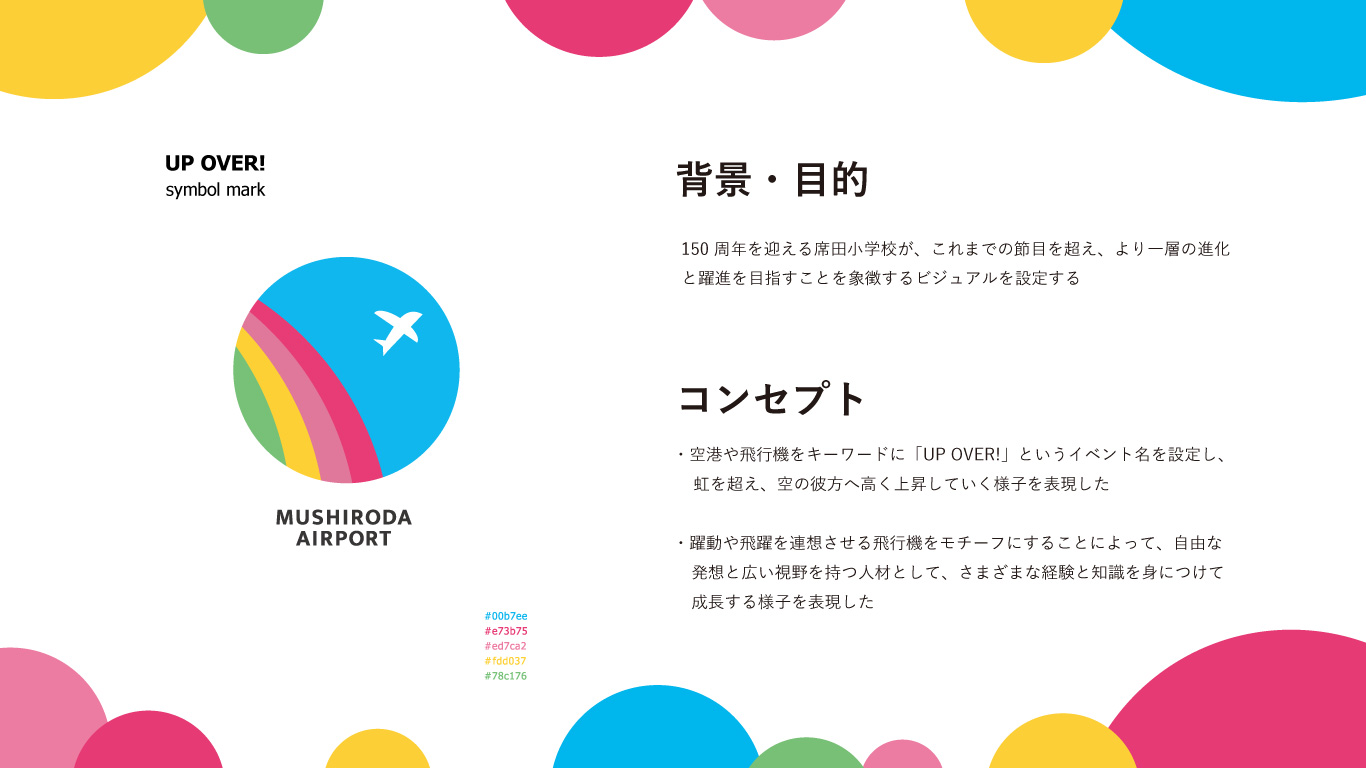 UP OVER!
symbol mark
MUSHIRODA
AIRPORT
#00b7ee
#e73b75
#ed7ca2
#fdd037
#78c176
背景・目的
150 周年を迎える席田小学校が、これまでの節目を超え、より一層の進化
と躍進を目指すことを象徴するビジュアルを設定する
コンセプト
・空港や飛行機をキーワードに「UP OVER!」というイベント名を設定し、
虹を超え、空の彼方へ高く上昇していく様子を表現した
・躍動や飛躍を連想させる飛行機をモチーフにすることによって、自由な
発想と広い視野を持つ人材として、さまざまな経験と知識を身につけて
成長する様子を表現した